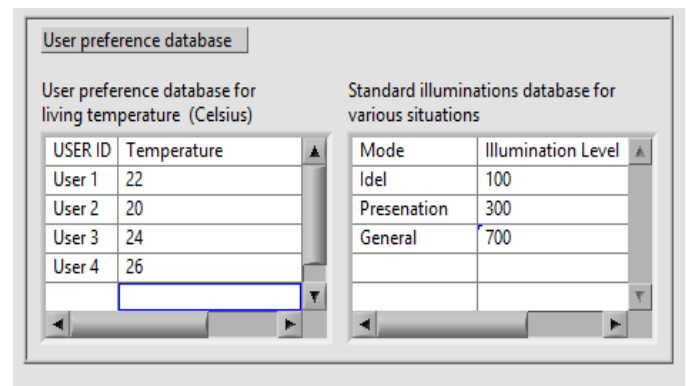 User preference database
User preference database for
living temperature (Celsius)
USER ID Temperature
User 1 22
User 2 20
User 3 24
User 4 26
Standard illuminations database for
various situations
Mode Illumination Level
Idel 100
Presenation 300
General 700